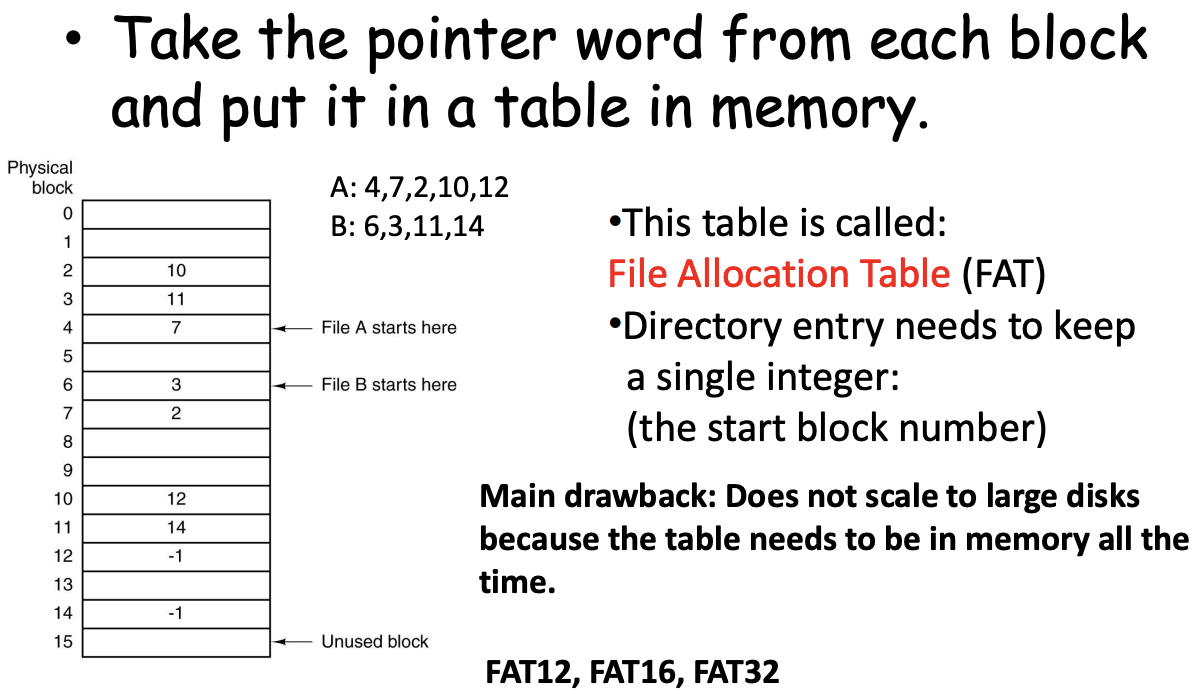 • Take the pointer word from each block
and put it in a table in memory.
Physical
block
A: 4,7,2,10,12
B: 6,3,11,14
0
1
2 10
3 11
4 7 File A starts here
5
6 3 File B starts here
7 2
8
9
10 12
11 14
12 -1
13
14 -1
15 Unused block
•This table is called:
File Allocation Table (FAT)
•Directory entry needs to keep
a single integer:
(the start block number)
Main drawback: Does not scale to large disks
because the table needs to be in memory all the
time.
FAT12, FAT16, FAT32